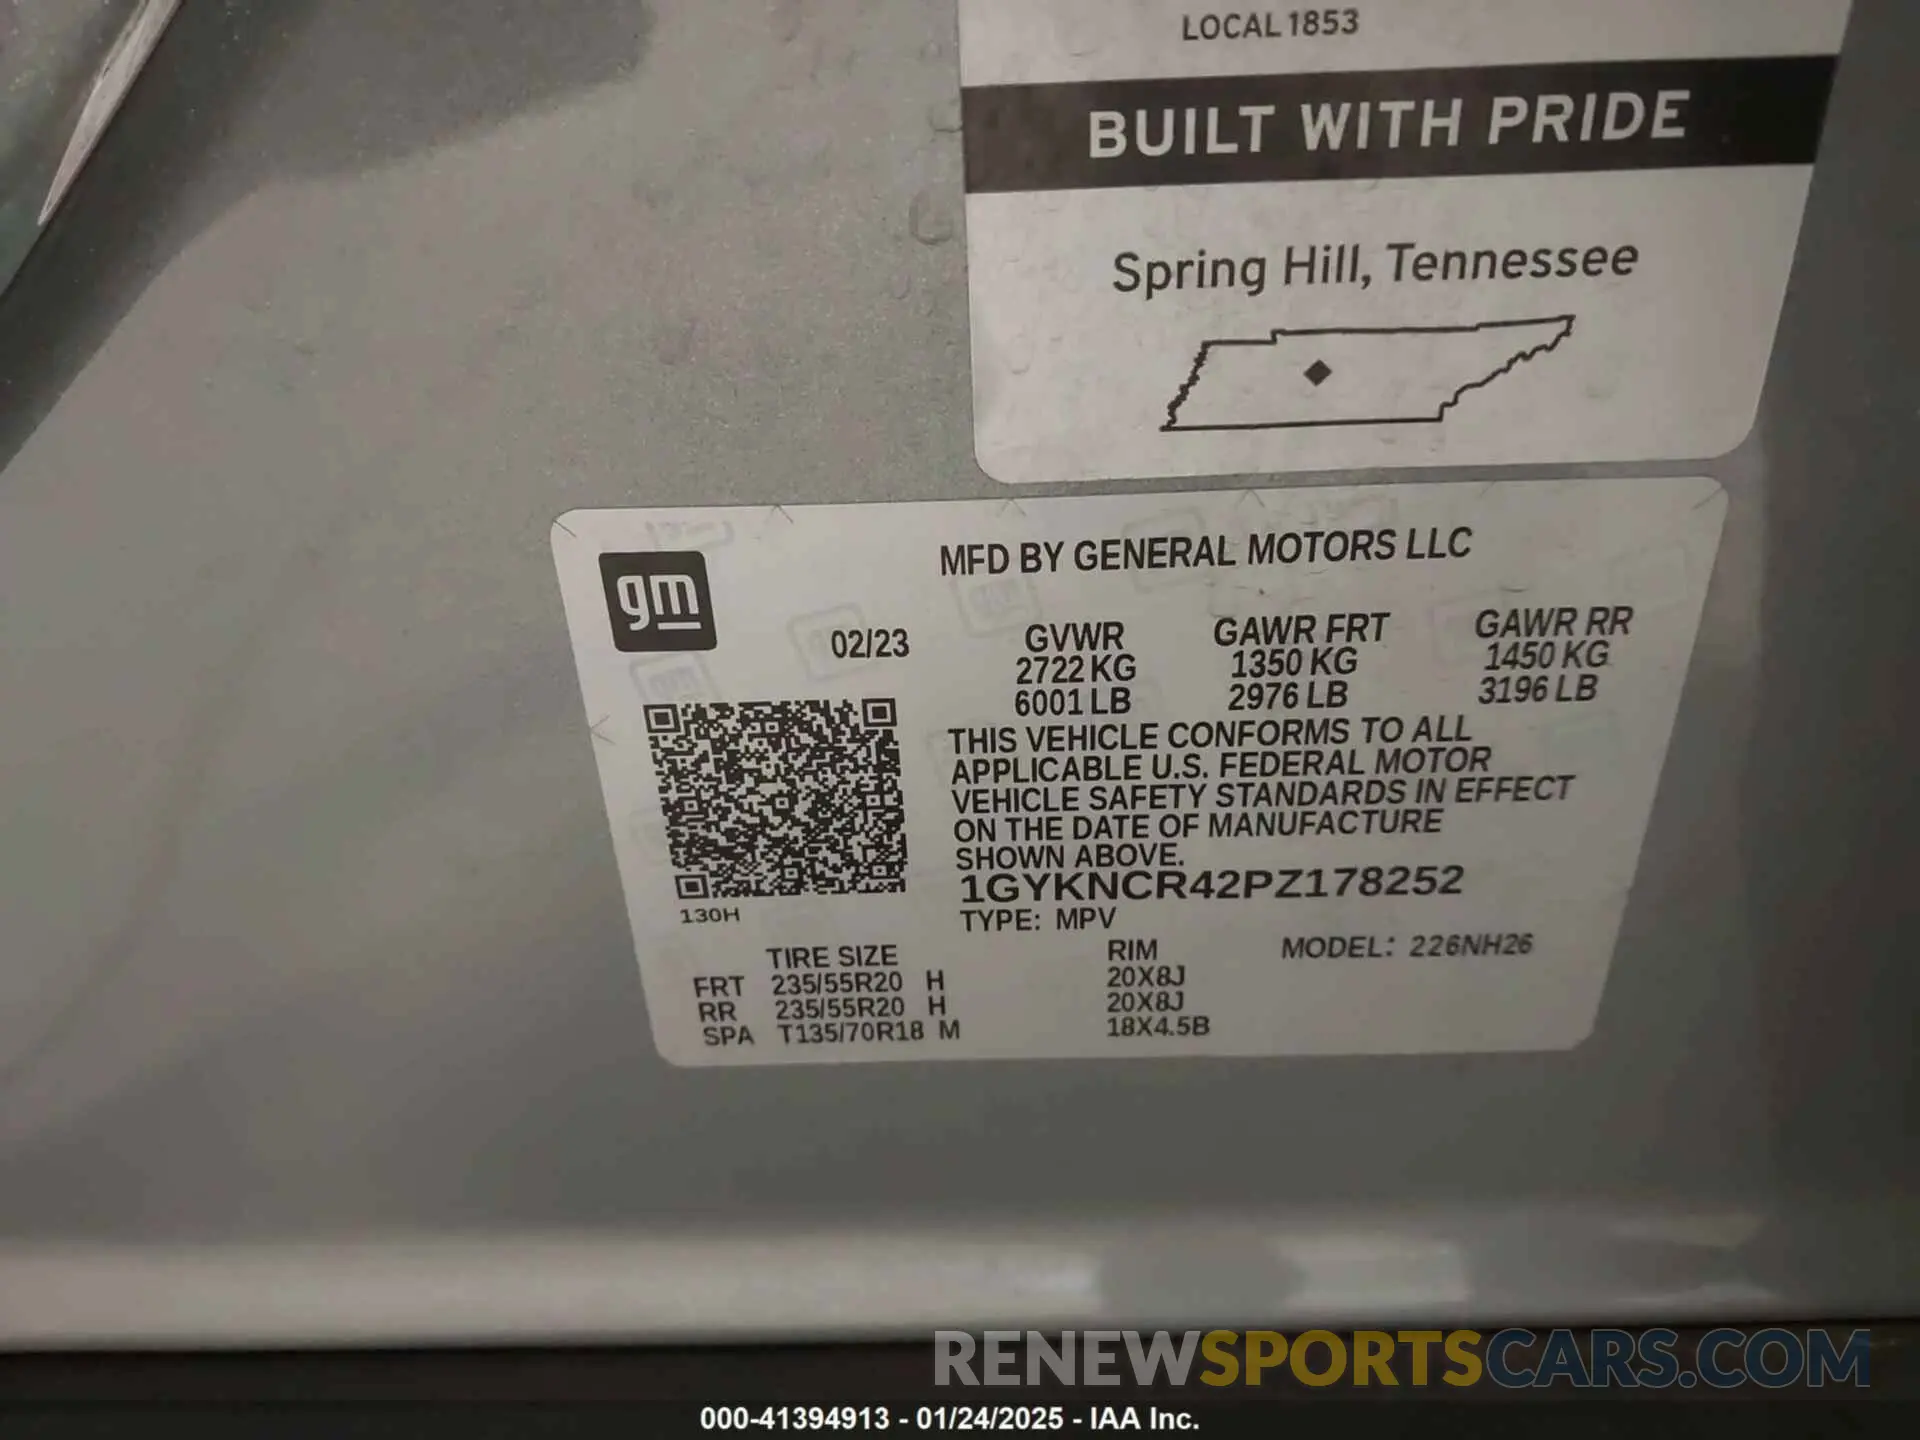 LOCAL 1853
BUILT WITH PRIDE
Spring Hill, Tennessee
gm
MFD BY GENERAL MOTORS LLC
02/23
GVWR GAWR FRT GAWR RR
2722 KG 1350 KG 1450 KG
6001 LB 2976 LB 3196 LB
THIS VEHICLE CONFORMS TO ALL
APPLICABLE U.S. FEDERAL MOTOR
VEHICLE SAFETY STANDARDS IN EFFECT
ON THE DATE OF MANUFACTURE
SHOWN ABOVE.
1GYKNCR42PZ178252
130H
TYPE: MPV
TIRE SIZE RIM MODEL: 226NH26
FRT 235/55R20 H 20X8J
RR 235/55R20 H 20X8J
SPA T135/70R18 M 18X4.5B
RENEWSPORTSCARS.COM
000-41394913 - 01/24/2025 - IAA Inc.